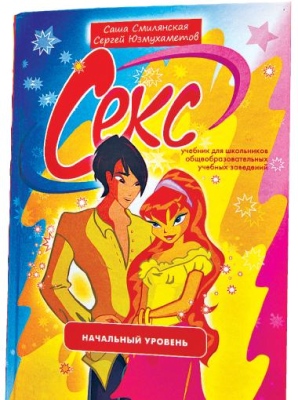 Саша Смилянская
Сергей Юзмухаметов
Секс
учебник для школьников
общеобразовательных
учебных заведений
НАЧАЛЬНЫЙ УРОВЕНЬ